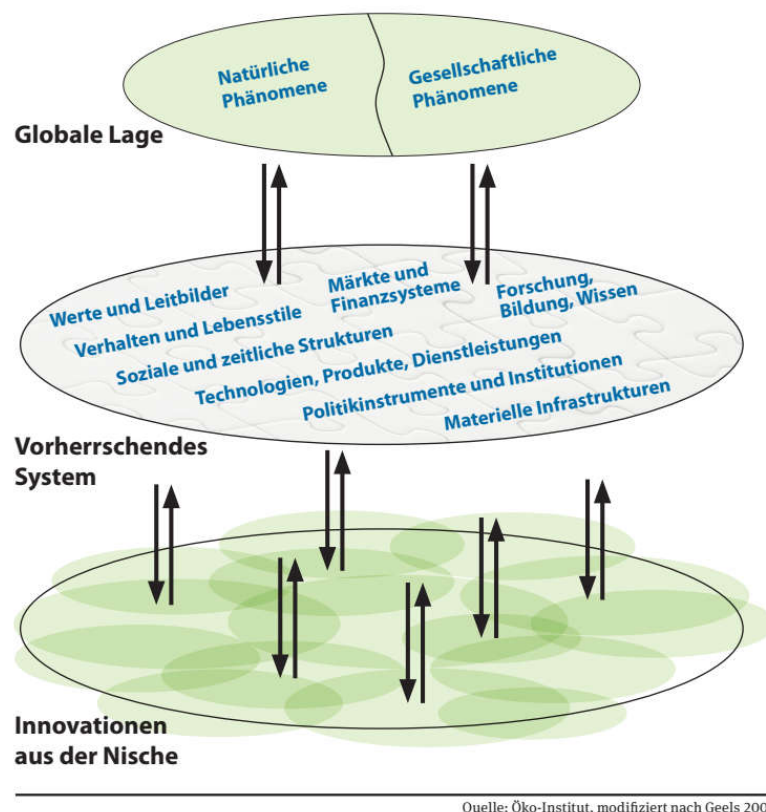 Natürliche
Phänomene
Gesellschaftliche
Phänomene
Globale Lage
Werte und Leitbilder
Märkte und
Finanzsysteme
Forschung,
Bildung, Wissen
Verhalten und Lebensstile
Soziale und zeitliche Strukturen
Technologien, Produkte, Dienstleistungen
Politikinstrumente und Institutionen
Materielle Infrastrukturen
Vorherrschendes
System
Innovationen
aus der Nische
Quelle: Öko-Institut, modifiziert nach Geels 200